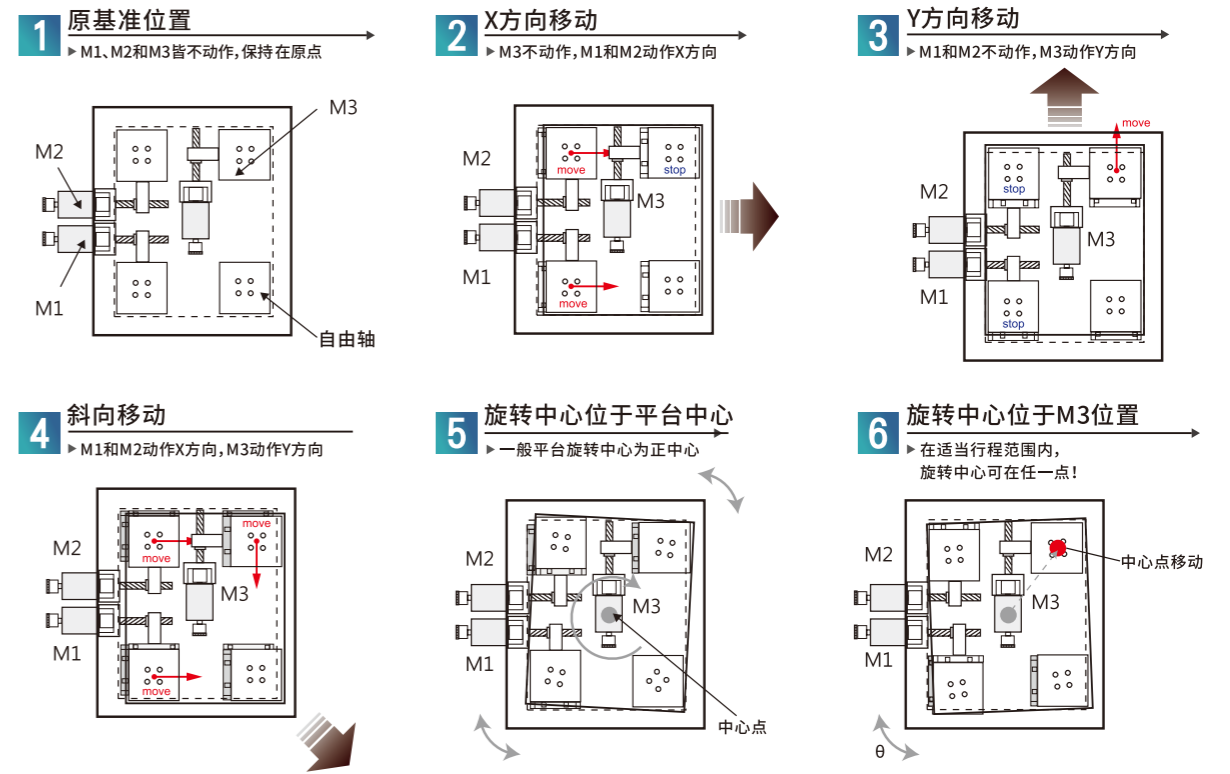 1 原基准位置
▶ M1、M2和M3皆不动作,保持在原点
M3
M2
M1
自由轴
2 X方向移动
▶ M3不动作,M1和M2动作X方向
M2
move
stop
M3
M1
move
3 Y方向移动
▶ M1和M2不动作,M3动作Y方向
move
M2
stop
M3
M1
stop
4 斜向移动
▶ M1和M2动作X方向,M3动作Y方向
move
M2
move
M3
M1
move
5 旋转中心位于平台中心
▶ 一般平台旋转中心为正中心
M2
M3
M1
中心点
6 旋转中心位于M3位置
▶ 在适当行程范围内,
旋转中心可在任一点!
M2
中心点移动
M3
M1
θ